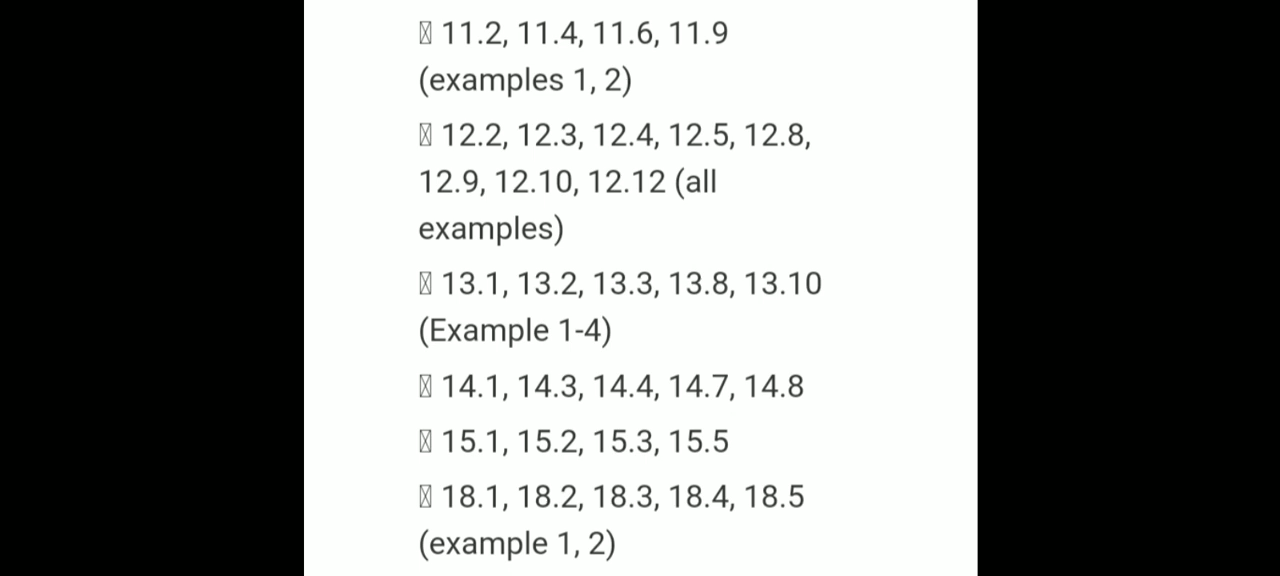 11.2, 11.4, 11.6, 11.9
(examples 1, 2)
 12.2, 12.3, 12.4, 12.5, 12.8,
12.9, 12.10, 12.12 (all
examples)
 13.1, 13.2, 13.3, 13.8, 13.10
(Example 1-4)
 14.1, 14.3, 14.4, 14.7, 14.8
 15.1, 15.2, 15.3, 15.5
 18.1, 18.2, 18.3, 18.4, 18.5
(example 1, 2)